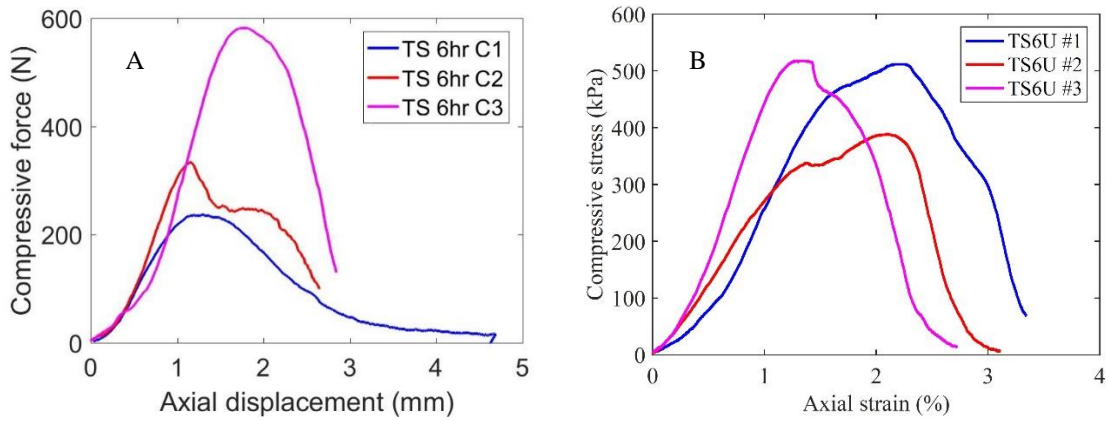 A
Compressive force (N)
600
400
200
0
0 1 2 3 4 5
Axial displacement (mm)
TS 6hr C1
TS 6hr C2
TS 6hr C3
B
Compressive stress (kPa)
600
500
400
300
200
100
0
0 1 2 3 4
Axial strain (%)
TS6U #1
TS6U #2
TS6U #3